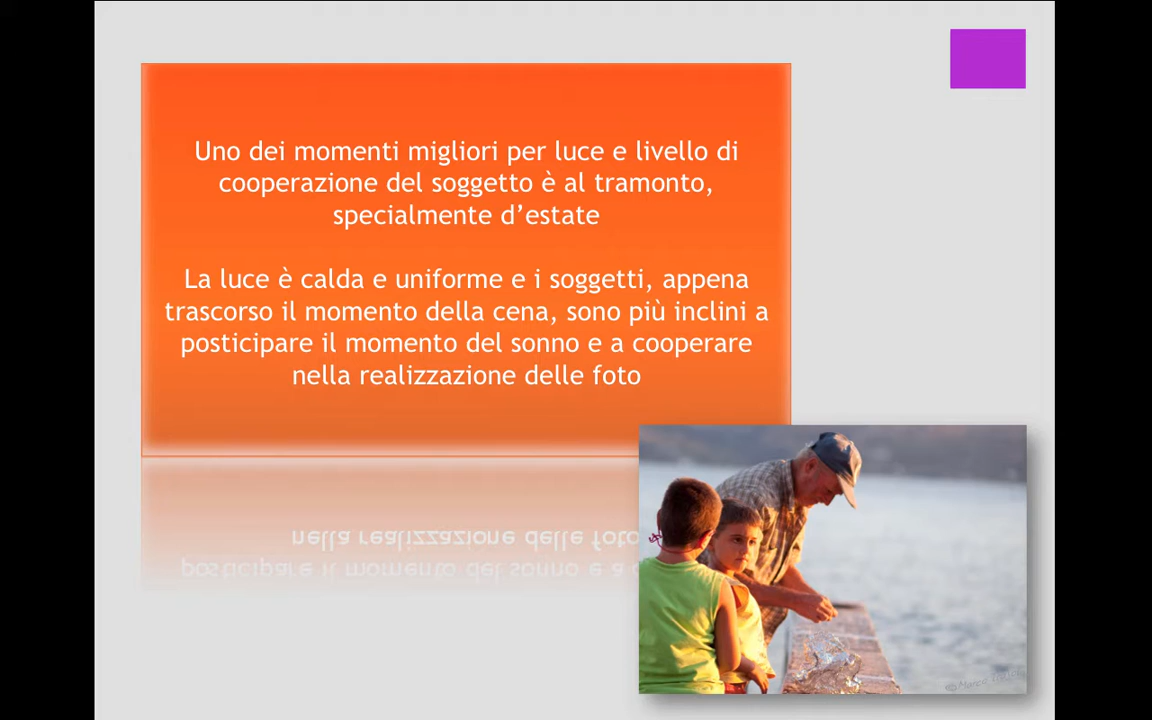 Uno dei momenti migliori per luce e livello di
cooperazione del soggetto è al tramonto,
specialmente d’estate
La luce è calda e uniforme e i soggetti, appena
trascorso il momento della cena, sono più inclini a
posticipare il momento del sonno e a cooperare
nella realizzazione delle foto